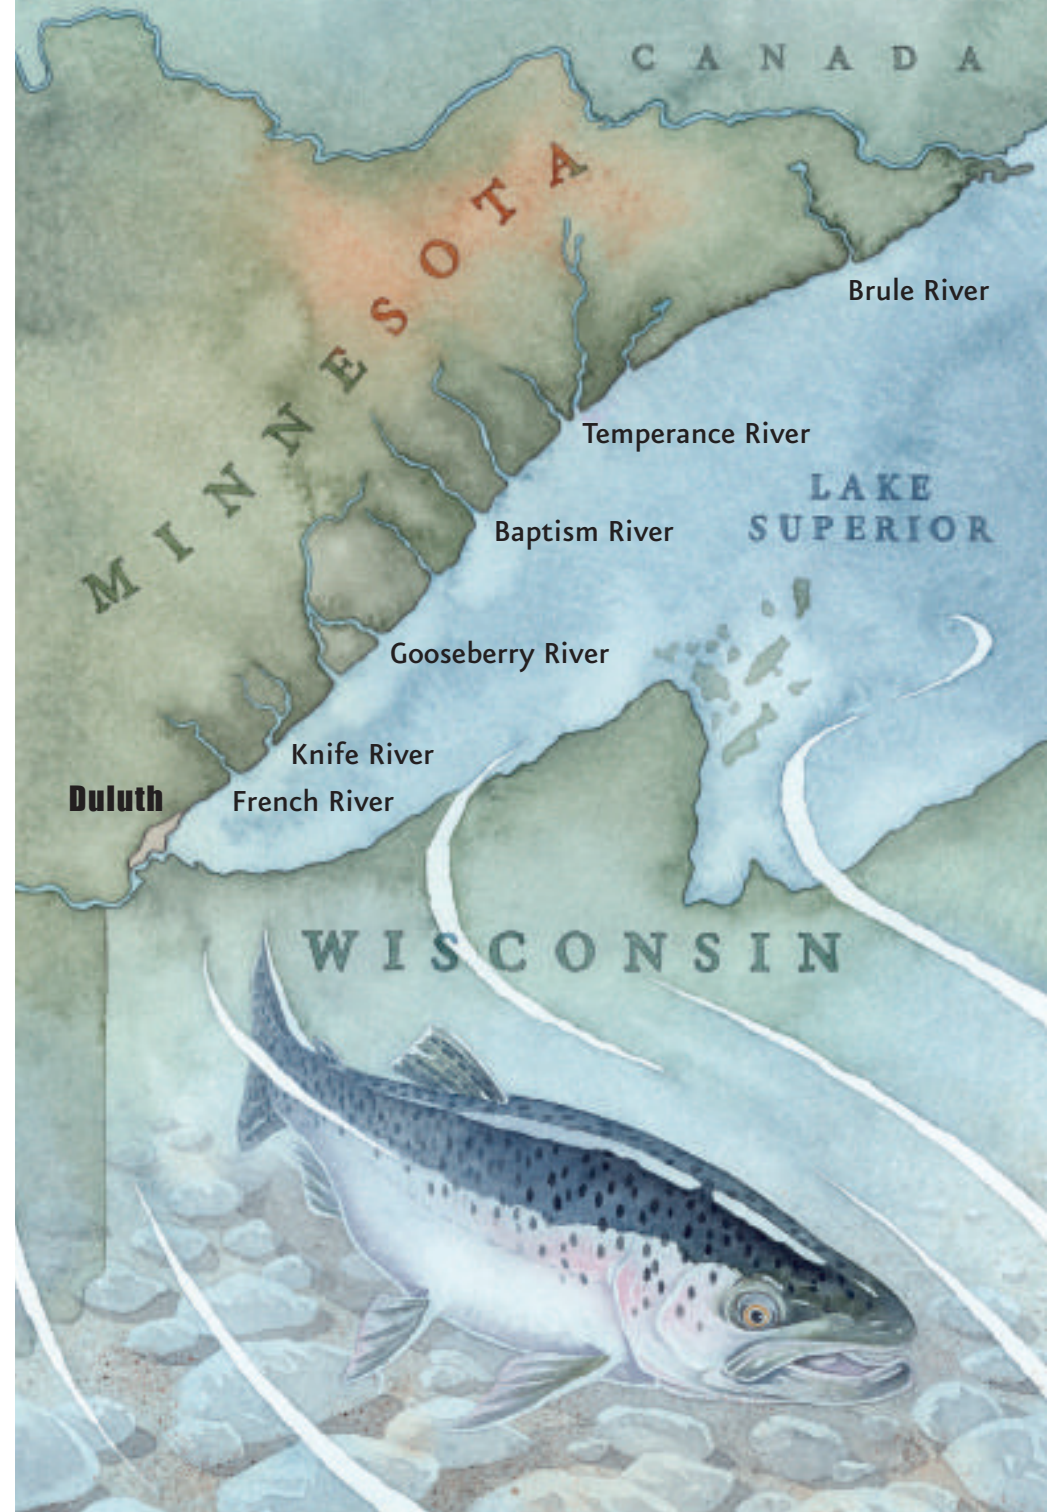 CANADA
MINNESOTA
Brule River
Temperance River
LAKE
SUPERIOR
Baptism River
Gooseberry River
Knife River
Duluth
French River
WISCONSIN